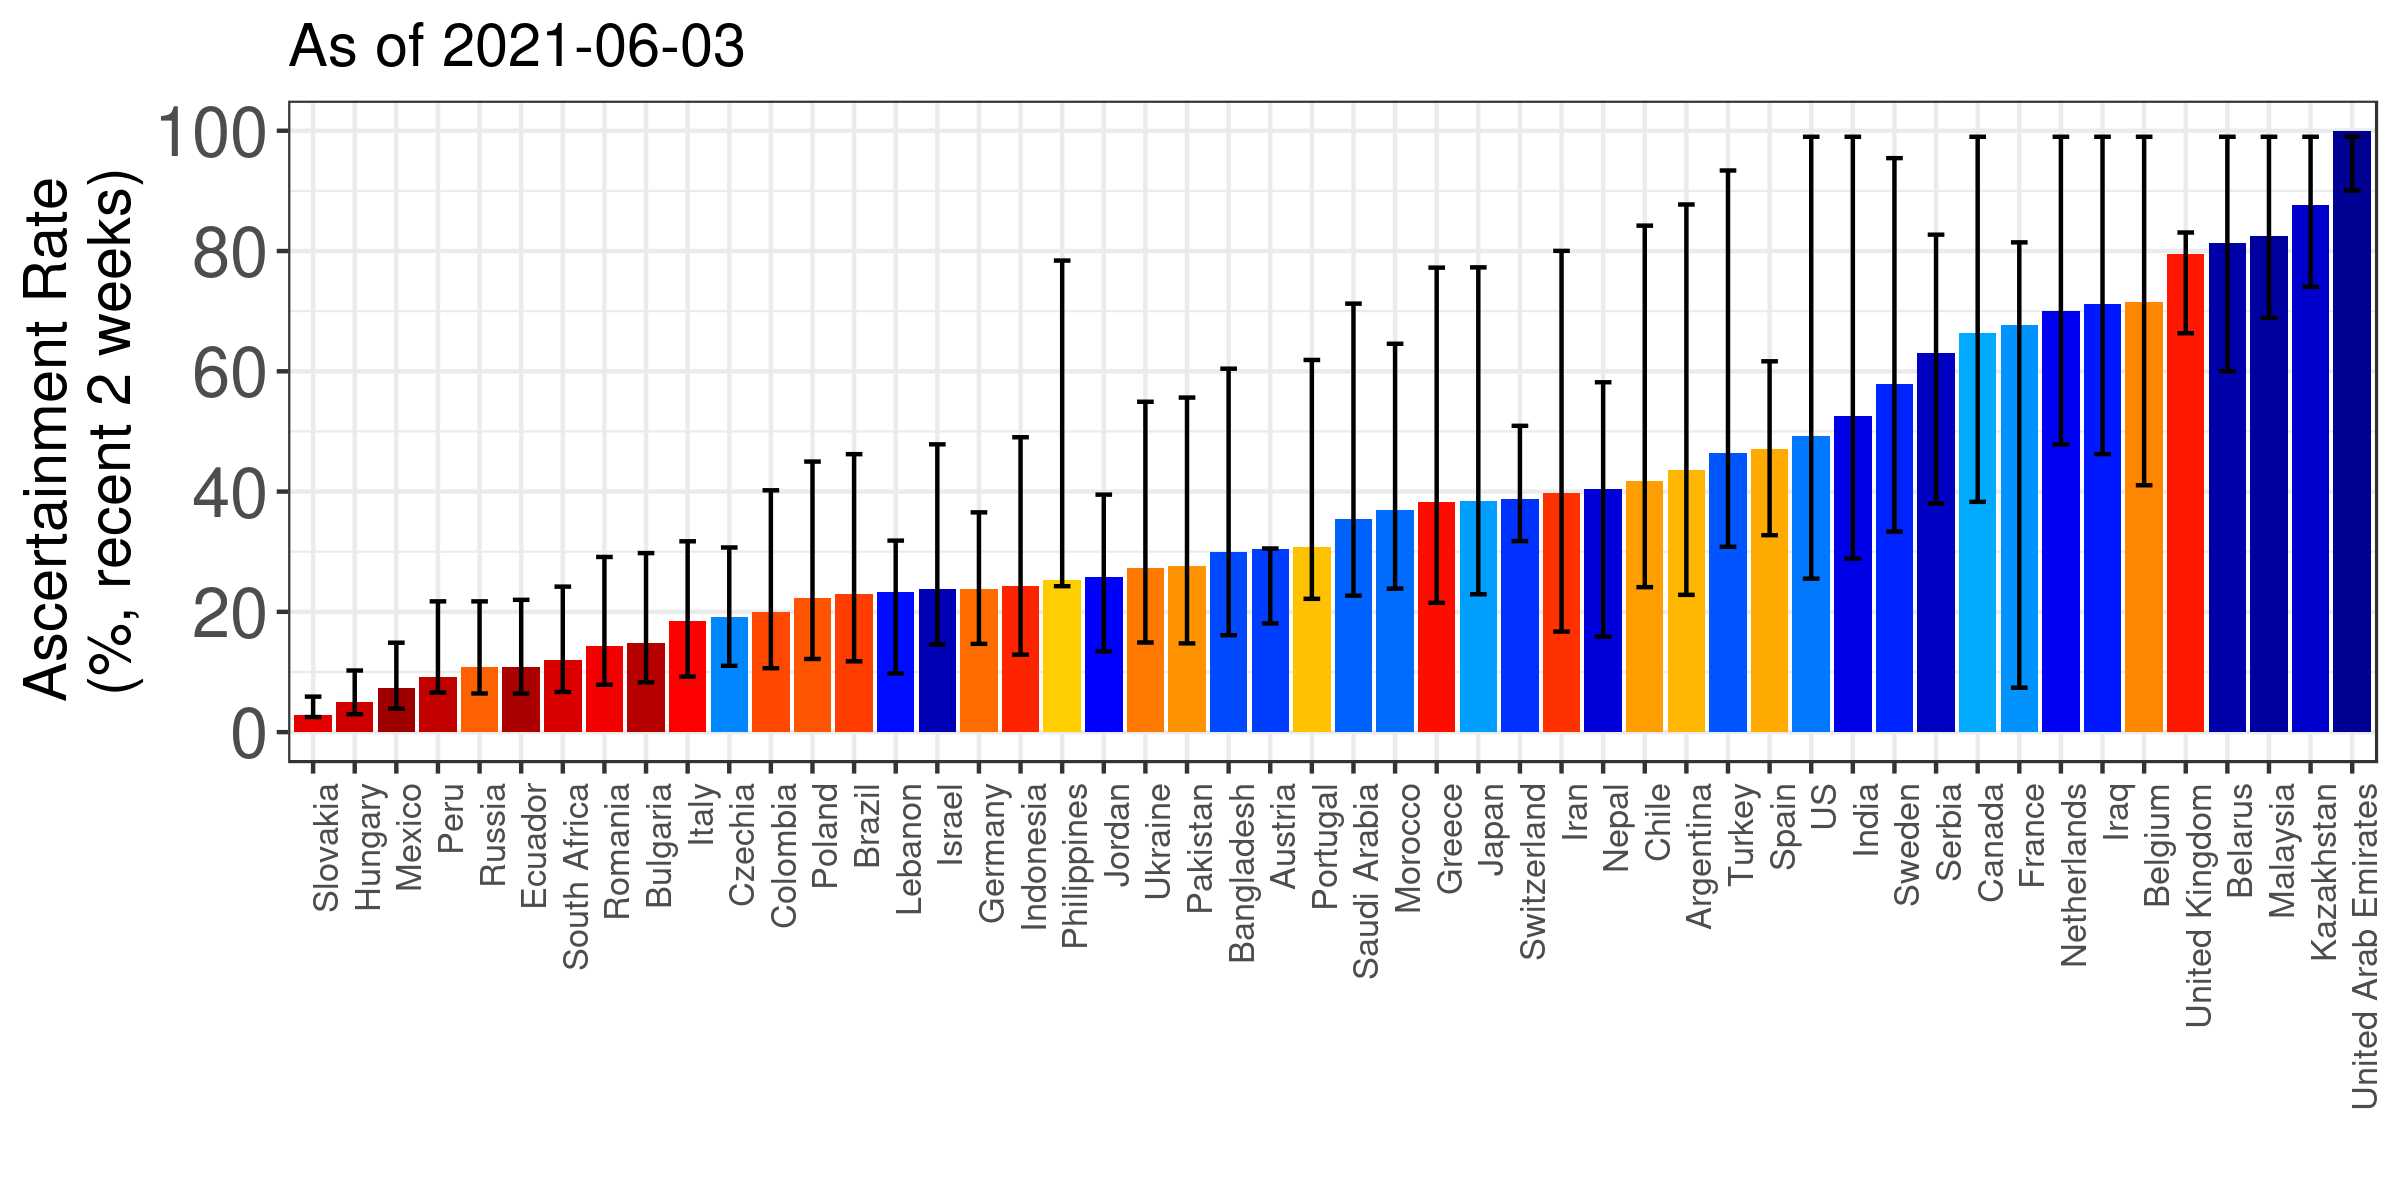 As of 2021-06-03
Ascertainment Rate
(%, recent 2 weeks)
100
80
60
40
20
0
Slovakia
Hungary
Mexico
Peru
Russia
Ecuador
South Africa
Romania
Bulgaria
Italy
Czechia
Colombia
Poland
Brazil
Lebanon
Israel
Germany
Indonesia
Philippines
Jordan
Ukraine
Pakistan
Bangladesh
Austria
Portugal
Saudi Arabia
Morocco
Greece
Japan
Switzerland
Iran
Nepal
Chile
Argentina
Turkey
Spain
US
India
Sweden
Serbia
Canada
France
Netherlands
Iraq
Belgium
United Kingdom
Belarus
Malaysia
Kazakhstan
United Arab Emirates